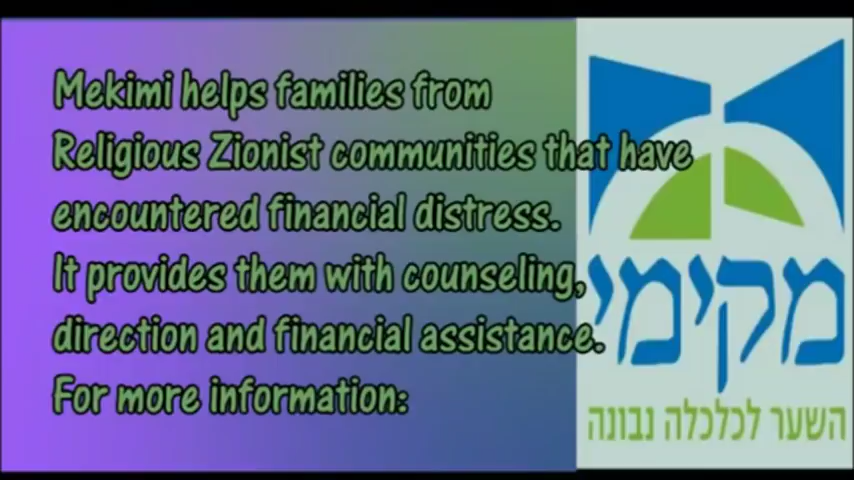 Mekimi helps families from
Religious Zionist communities that have
encountered financial distress.
It provides them with counseling,
direction and financial assistance.
For more information:
מקימי
השער לכלכלה נבונה